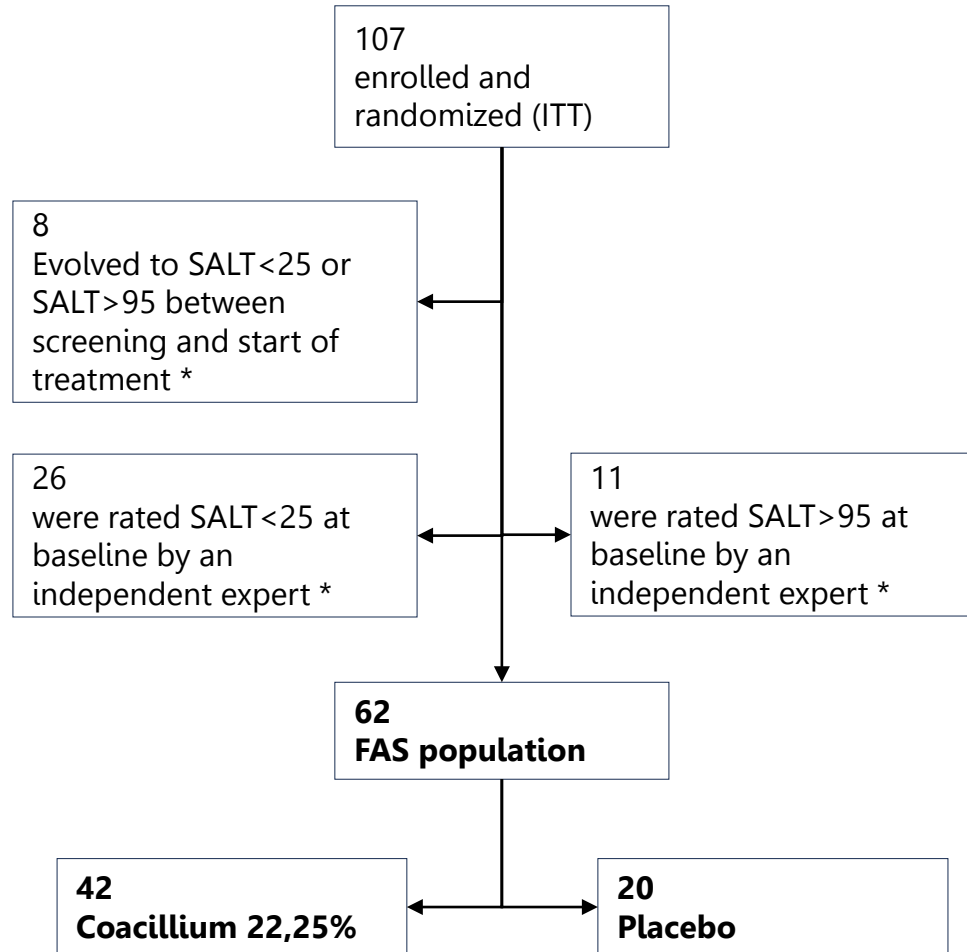 107
enrolled and
randomized (ITT)
8
Evolved to SALT<25 or
SALT>95 between
screening and start of
treatment *
26
were rated SALT<25 at
baseline by an
independent expert *
11
were rated SALT>95 at
baseline by an
independent expert *
62
FAS population
42
Coacillium 22,25%
20
Placebo